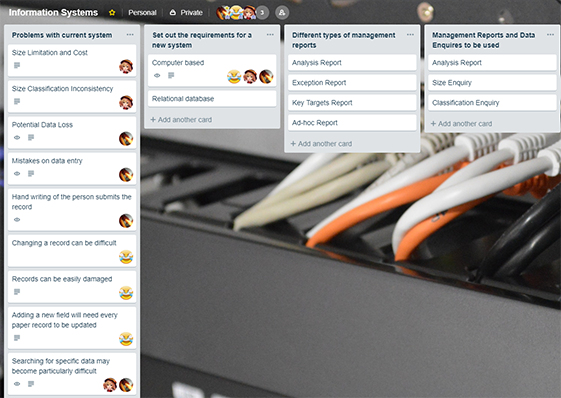 Information Systems
Personal
Private
3
Problems with current system
Size Limitation and Cost
Size Classification Inconsistency
Potential Data Loss
Mistakes on data entry
Hand writing of the person submits the
record
Changing a record can be difficult
Records can be easily damaged
Adding a new field will need every
paper record to be updated
Searching for specific data may
become particularly difficult
Set out the requirements for a
new system
Computer based
Relational database
+ Add another card
Different types of management
reports
Analysis Report
Exception Report
Key Targets Report
Ad-hoc Report
+ Add another card
Management Reports and Data
Enquires to be used
Analysis Report
Size Enquiry
Classification Enquiry
+ Add another card